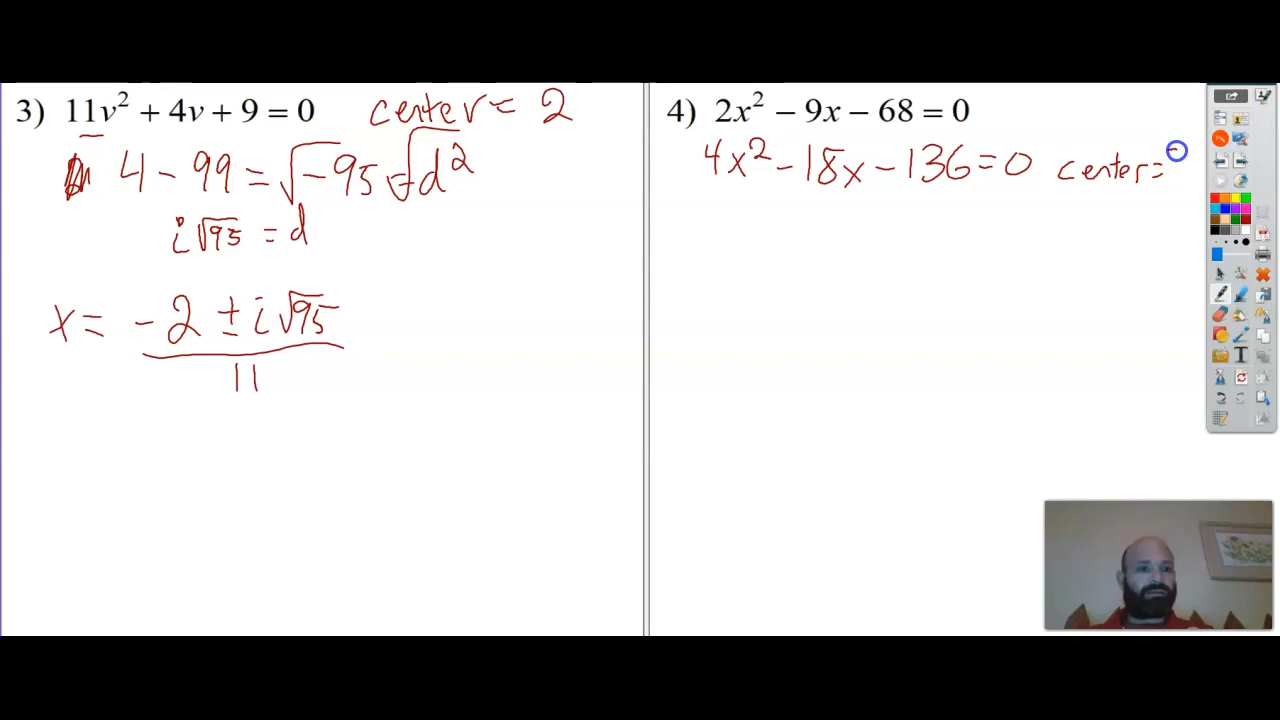 3) 11v² + 4v + 9 = 0 center = 2
4 - 99 = √-95 = √d²
i√95 = d
x = -2 ± i√95
11
4) 2x² − 9x − 68 = 0
4x² - 18x - 136 = 0 center =